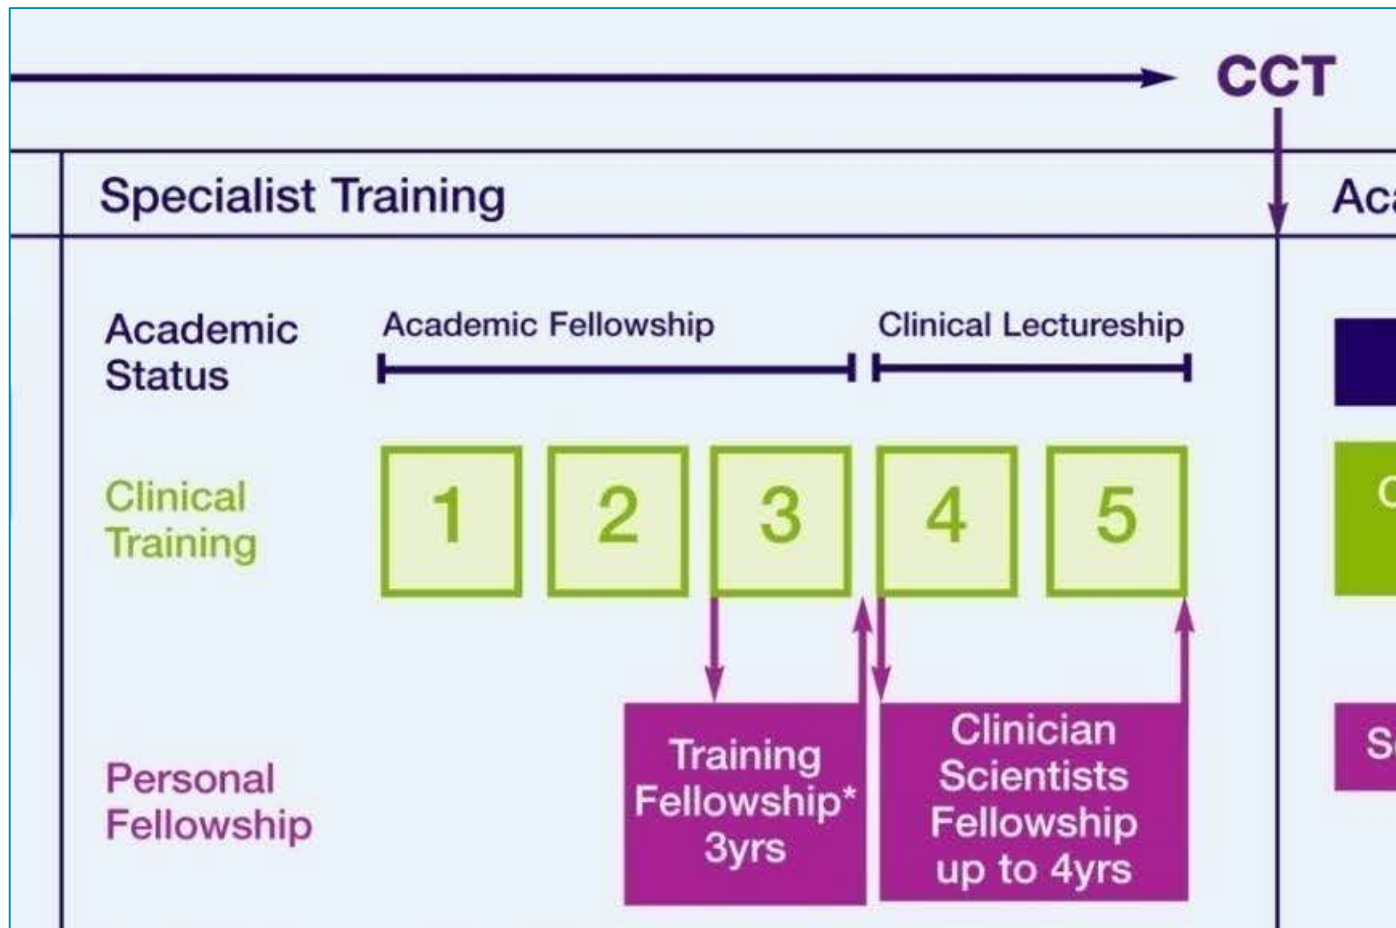 CCT
Specialist Training
Academic
Status
Academic Fellowship
Clinical Lectureship
Clinical
Training
1
2
3
4
5
Personal
Fellowship
Training
Fellowship*
3yrs
Clinician
Scientists
Fellowship
up to 4yrs